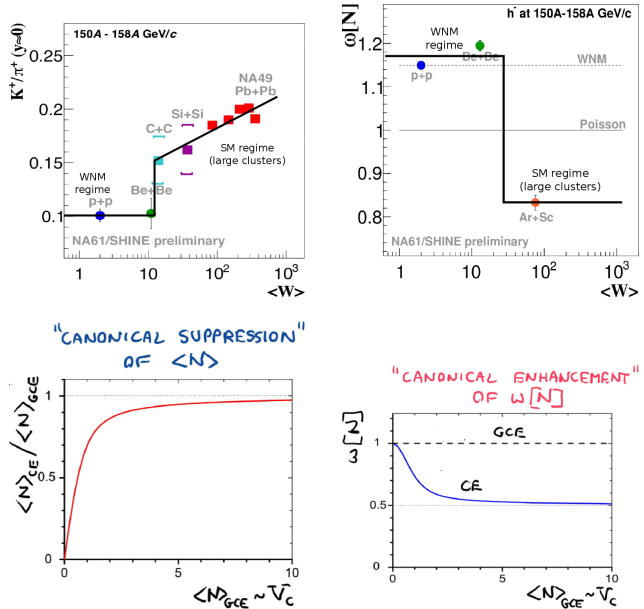 150A - 158A GeV/c
K⁺/π⁺ (y≈0)
0.25
0.2
0.15
0.1
NA49
Pb+Pb
Si+Si
C+C
SM regime
(large clusters)
WNM
regime
p+p
Be+Be
NA61/SHINE preliminary
1
10
10²
10³
<W>
h⁻ at 150A-158A GeV/c
ω[N]
1.2
1.1
1
0.9
0.8
WNM
regime
Be+Be
p+p
WNM
Poisson
SM regime
(large clusters)
Ar+Sc
NA61/SHINE preliminary
1
10
10²
10³
<W>
"CANONICAL SUPPRESSION"
OF <N>
<N>CE / <N>GCE
1
0
0
5
10
<N>GCE ~ Vc
"CANONICAL ENHANCEMENT"
OF ω[N]
ω[N]
1
0.5
0
GCE
CE
0
5
10
<N>GCE ~ Vc